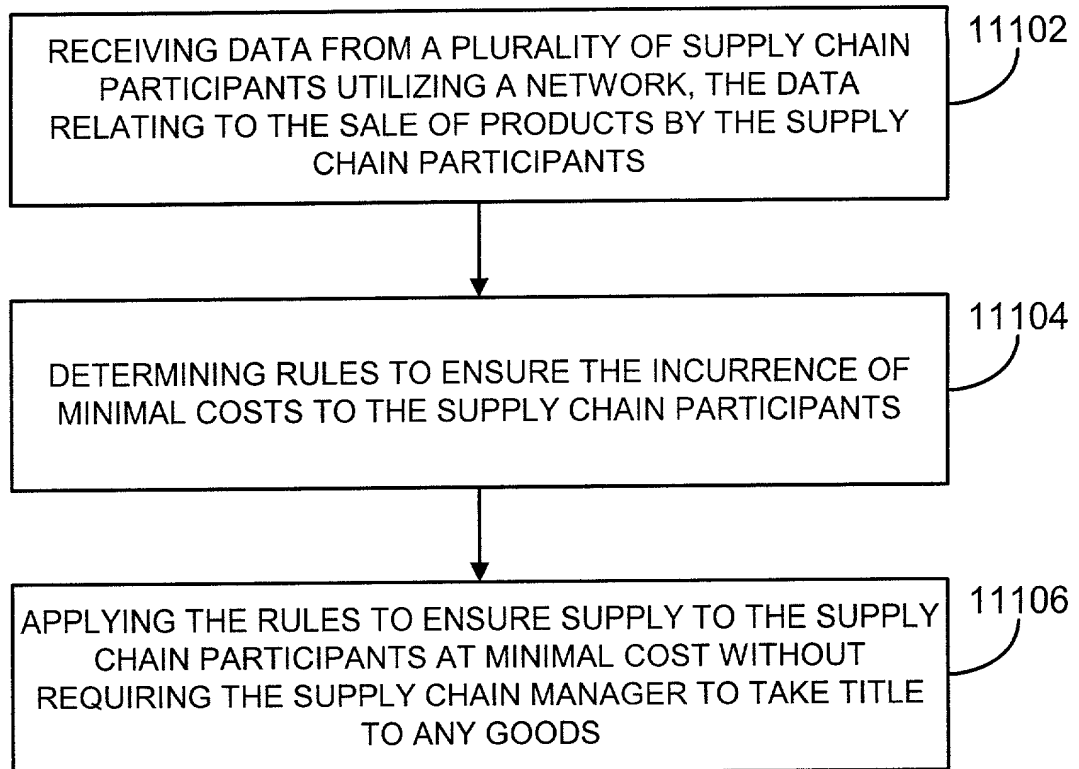 RECEIVING DATA FROM A PLURALITY OF SUPPLY CHAIN
PARTICIPANTS UTILIZING A NETWORK, THE DATA
RELATING TO THE SALE OF PRODUCTS BY THE SUPPLY
CHAIN PARTICIPANTS
11102
DETERMINING RULES TO ENSURE THE INCURRENCE OF
MINIMAL COSTS TO THE SUPPLY CHAIN PARTICIPANTS
11104
APPLYING THE RULES TO ENSURE SUPPLY TO THE SUPPLY
CHAIN PARTICIPANTS AT MINIMAL COST WITHOUT
REQUIRING THE SUPPLY CHAIN MANAGER TO TAKE TITLE
TO ANY GOODS
11106